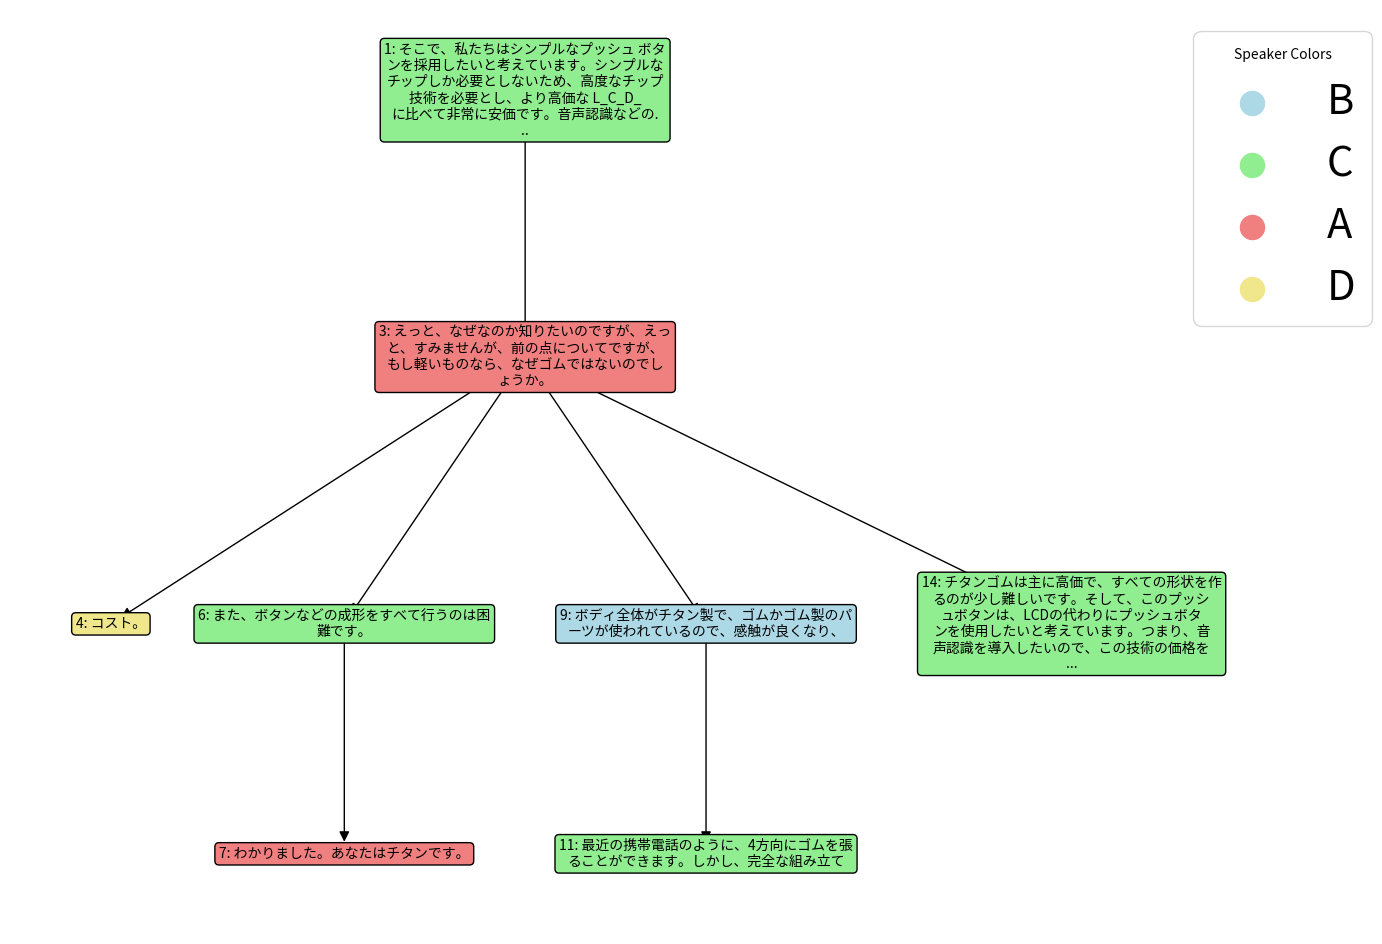 1: そこで、私たちはシンプルなプッシュ ボタ
ンを採用したいと考えています。シンプルな
チップしか必要としないため、高度なチップ
技術を必要とし、より高価な L_C_D_
に比べて非常に安価です。音声認識などの.
..
Speaker Colors
B
C
A
D
3: えっと、なぜなのか知りたいのですが、えっ
と、すみませんが、前の点についてですが、
もし軽いものなら、なぜゴムではないのでし
ょうか。
4: コスト。
6: また、ボタンなどの成形をすべて行うのは困
難です。
9: ボディ全体がチタン製で、ゴムかゴム製のパ
ーツが使われているので、感触が良くなり、
14: チタンゴムは主に高価で、すべての形状を作
るのが少し難しいです。そして、このプッシ
ュボタンは、LCDの代わりにプッシュボタ
ンを使用したいと考えています。つまり、音
声認識を導入したいので、この技術の価格を
...
7: わかりました。あなたはチタンです。
11: 最近の携帯電話のように、4方向にゴムを張
ることができます。しかし、完全な組み立て